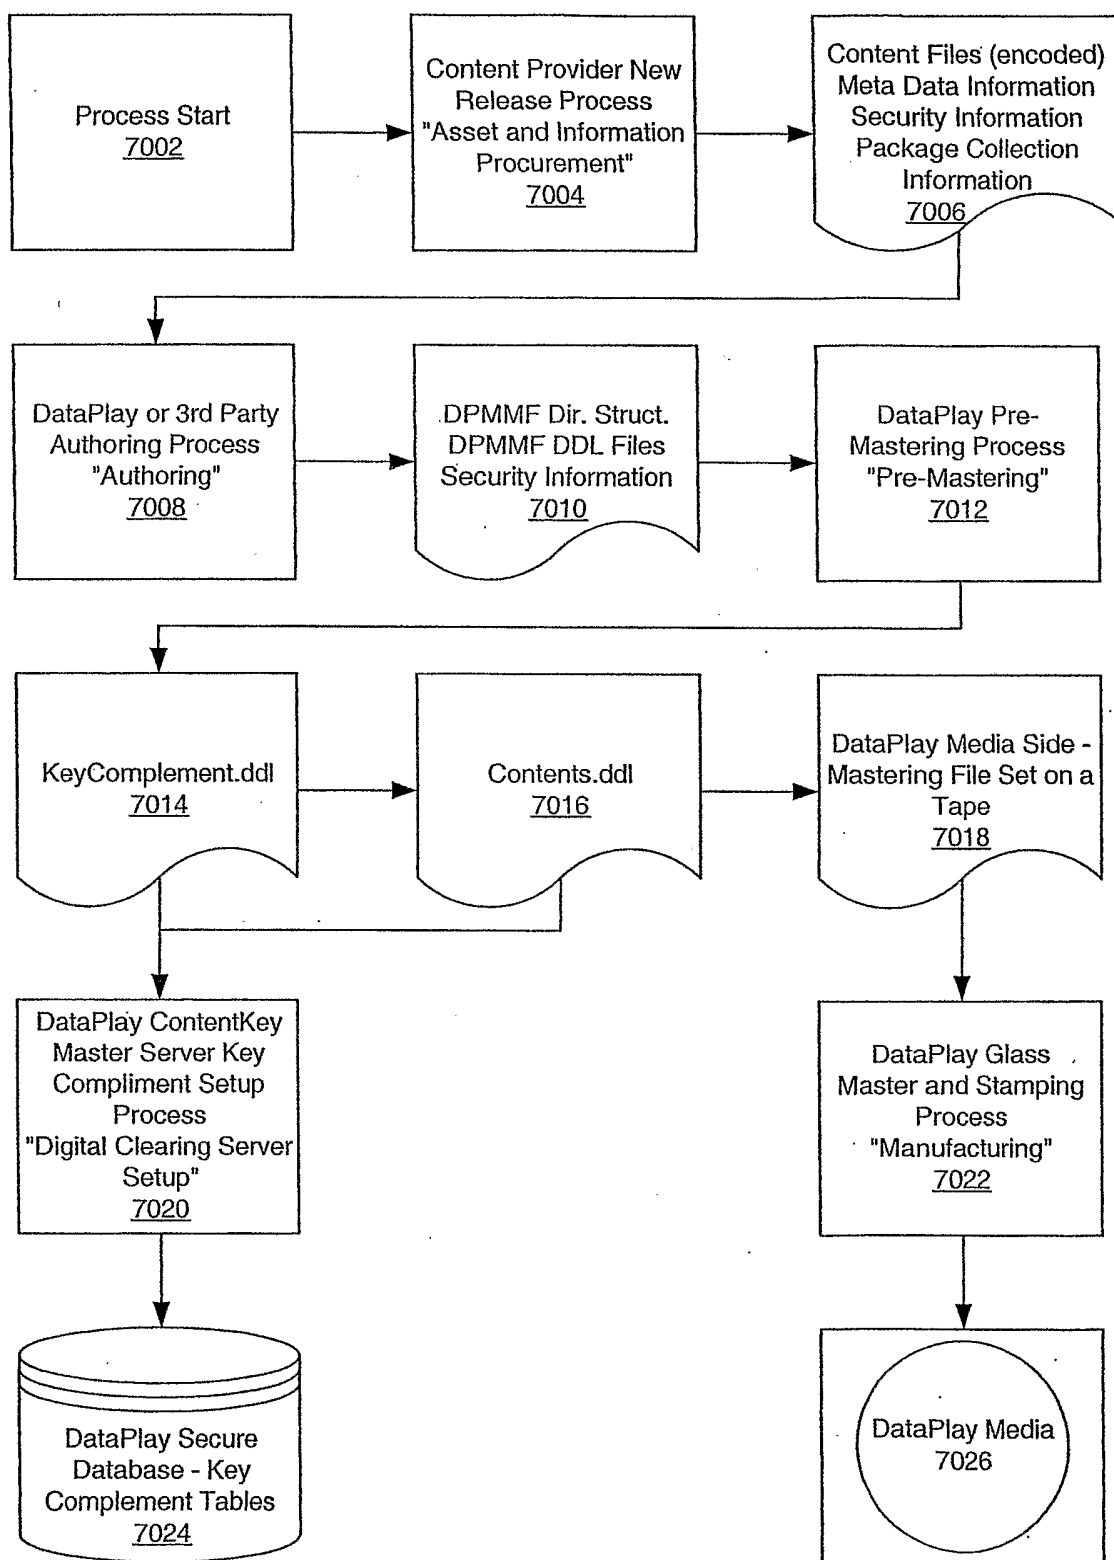 Process Start
7002
Content Provider New
Release Process
"Asset and Information
Procurement"
7004
Content Files (encoded)
Meta Data Information
Security Information
Package Collection
Information
7006
DataPlay or 3rd Party
Authoring Process
"Authoring"
7008
DPMMF Dir. Struct.
DPMMF DDL Files
Security Information
7010
DataPlay Pre-
Mastering Process
"Pre-Mastering"
7012
KeyComplement.ddl
7014
Contents.ddl
7016
DataPlay Media Side -
Mastering File Set on a
Tape
7018
DataPlay ContentKey
Master Server Key
Compliment Setup
Process
"Digital Clearing Server
Setup"
7020
DataPlay Glass
Master and Stamping
Process
"Manufacturing"
7022
DataPlay Secure
Database - Key
Complement Tables
7024
DataPlay Media
7026